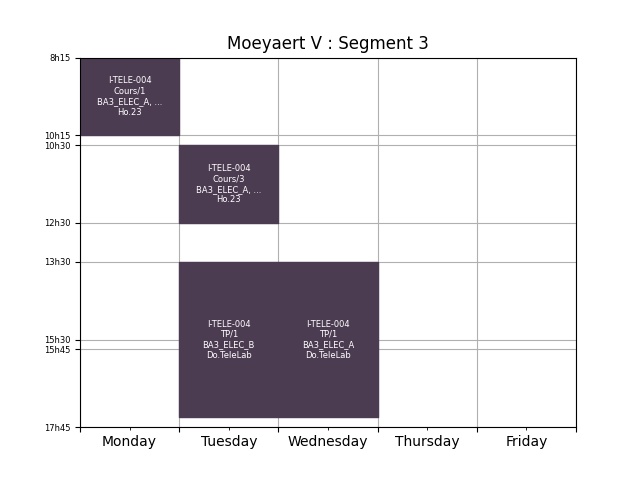 Moeyaert V : Segment 3
8h15
I-TELE-004
Cours/1
BA3_ELEC_A, ...
Ho.23
10h15
10h30
I-TELE-004
Cours/3
BA3_ELEC_A, ...
Ho.23
12h30
13h30
I-TELE-004
TP/1
BA3_ELEC_B
Do.TeleLab
I-TELE-004
TP/1
BA3_ELEC_A
Do.TeleLab
15h30
15h45
17h45
Monday Tuesday Wednesday Thursday Friday